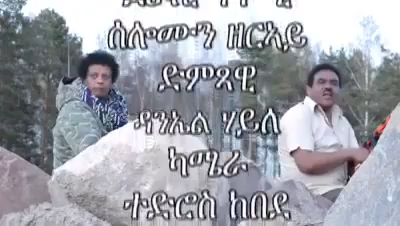 ሰሎሙን ዘርኣይ
ድምጻዊ
ዳንኤል ሃይለ
ካሜራ
ተድሮስ ከበደ